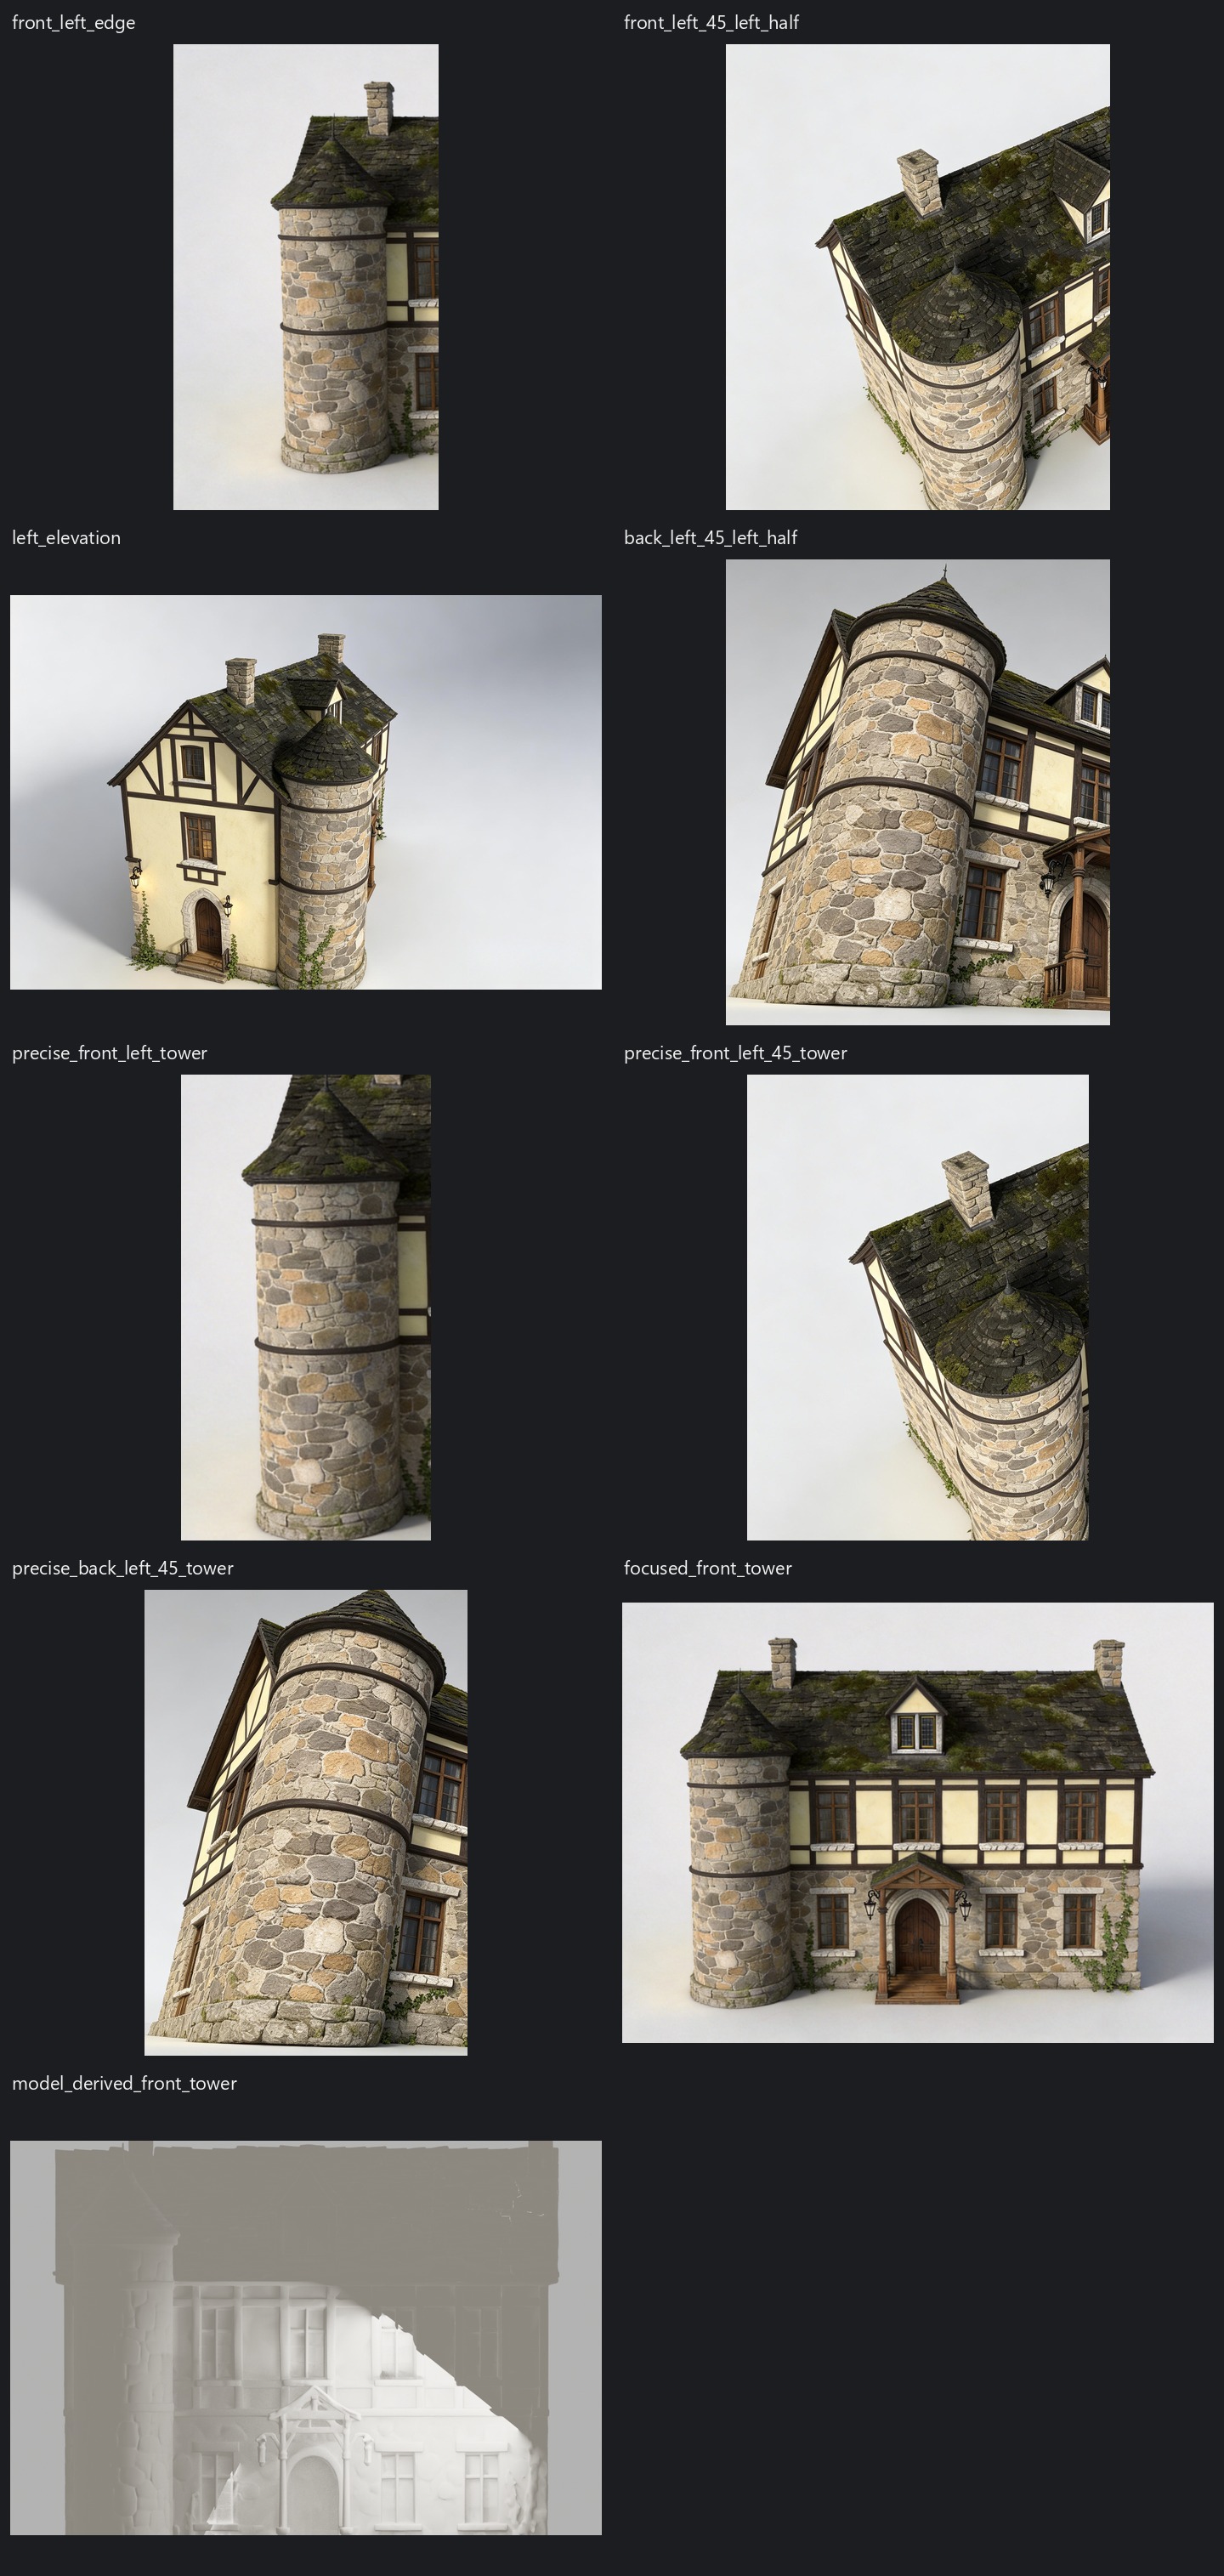 front_left_edge
front_left_45_left_half
left_elevation
back_left_45_left_half
precise_front_left_tower
precise_front_left_45_tower
precise_back_left_45_tower
focused_front_tower
model_derived_front_tower